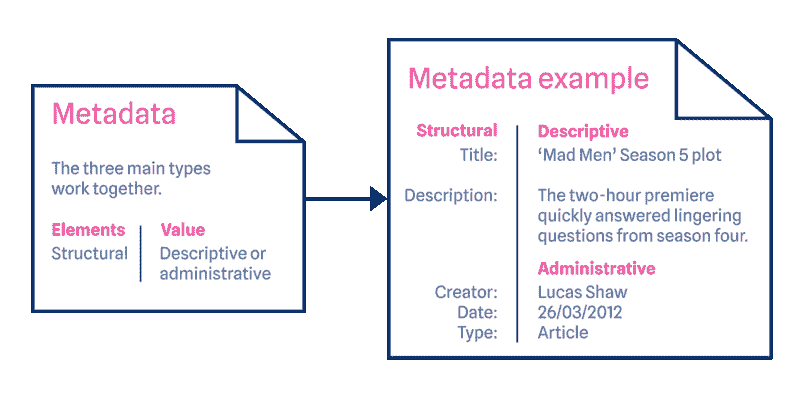 Metadata
The three main types
work together.
Elements Value
Structural Descriptive or
administrative
Metadata example
Structural Descriptive
Title: ‘Mad Men’ Season 5 plot
Description: The two-hour premiere
quickly answered lingering
questions from season four.
Administrative
Creator: Lucas Shaw
Date: 26/03/2012
Type: Article